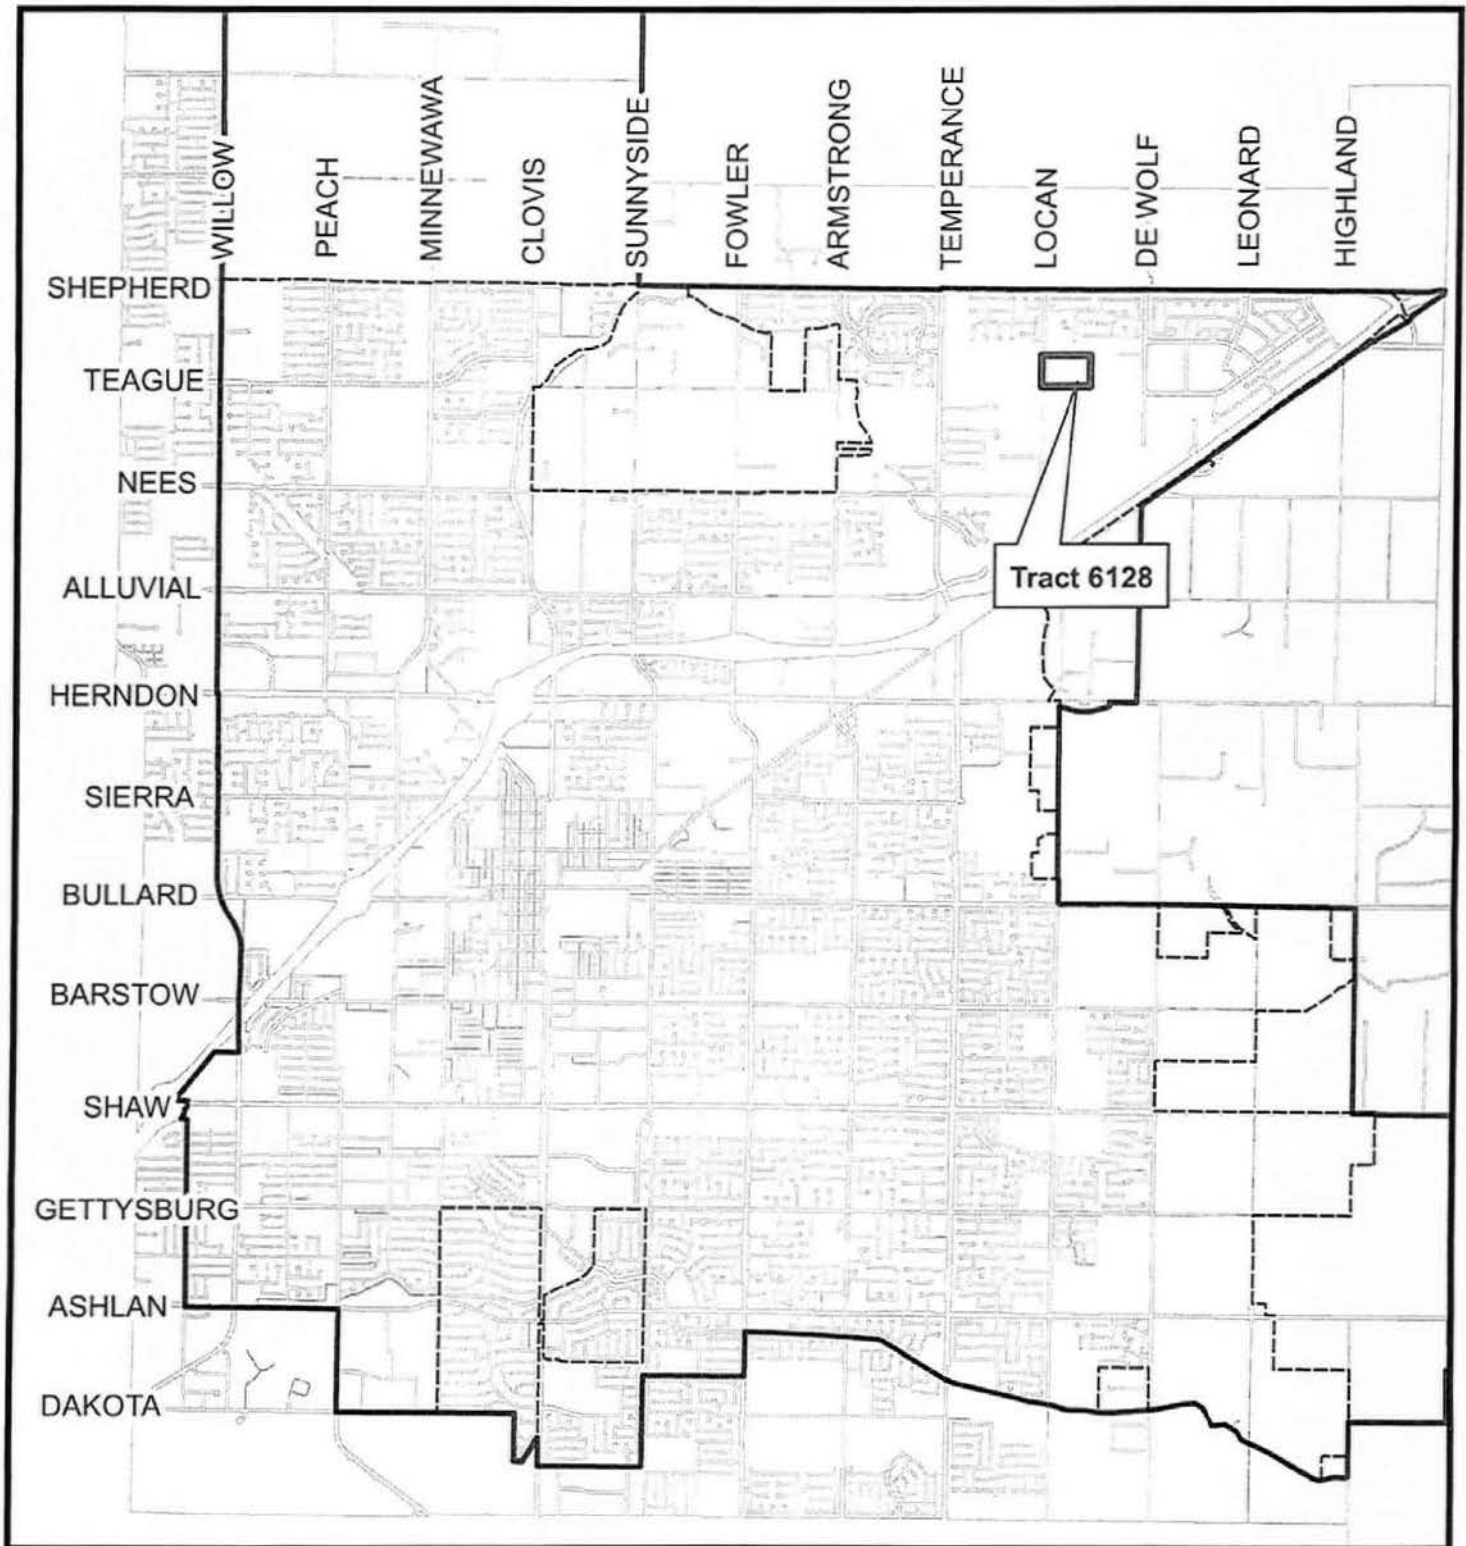 WILLOW
PEACH
MINNEWAWA
CLOVIS
SUNNYSIDE
FOWLER
ARMSTRONG
TEMPERANCE
LOCAN
DE WOLF
LEONARD
HIGHLAND
SHEPHERD
TEAGUE
NEES
ALLUVIAL
Tract 6128
HERNDON
SIERRA
BULLARD
BARSTOW
SHAW
GETTYSBURG
ASHLAN
DAKOTA